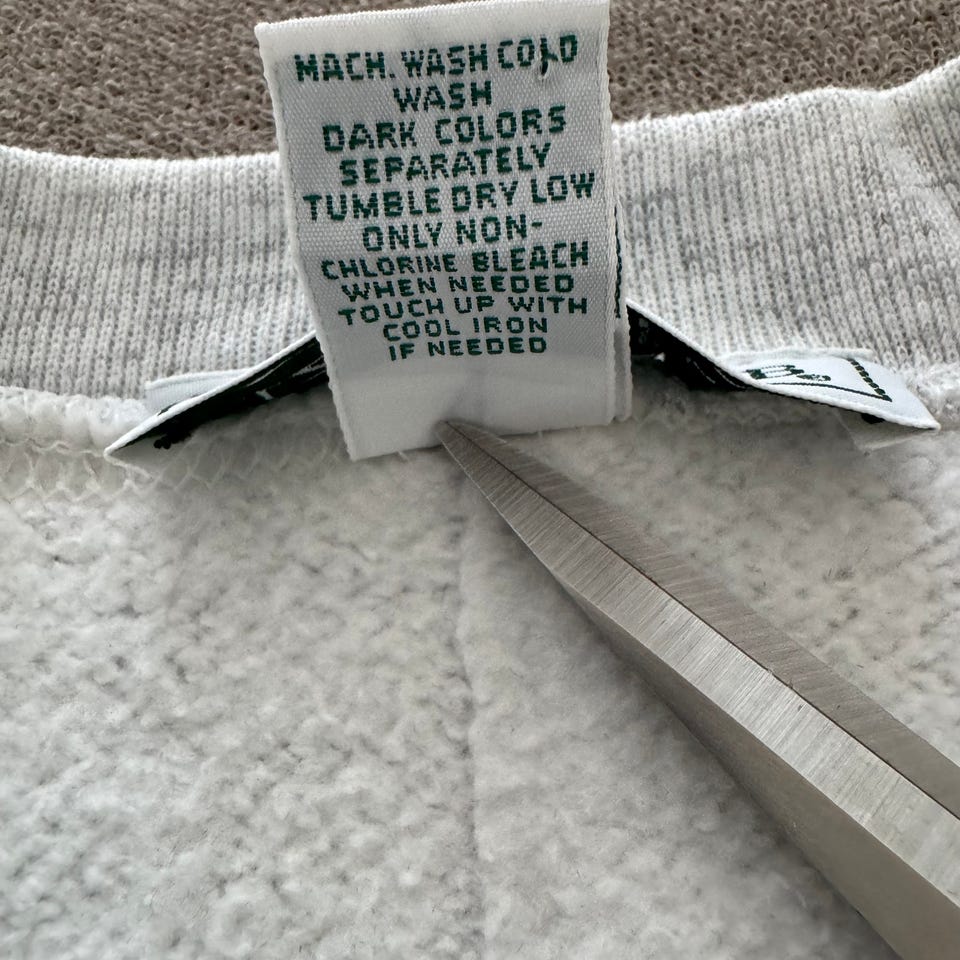 MACH. WASH COLD
WASH
DARK COLORS
SEPARATELY
TUMBLE DRY LOW
ONLY NON-
CHLORINE BLEACH
WHEN NEEDED
TOUCH UP WITH
COOL IRON
IF NEEDED